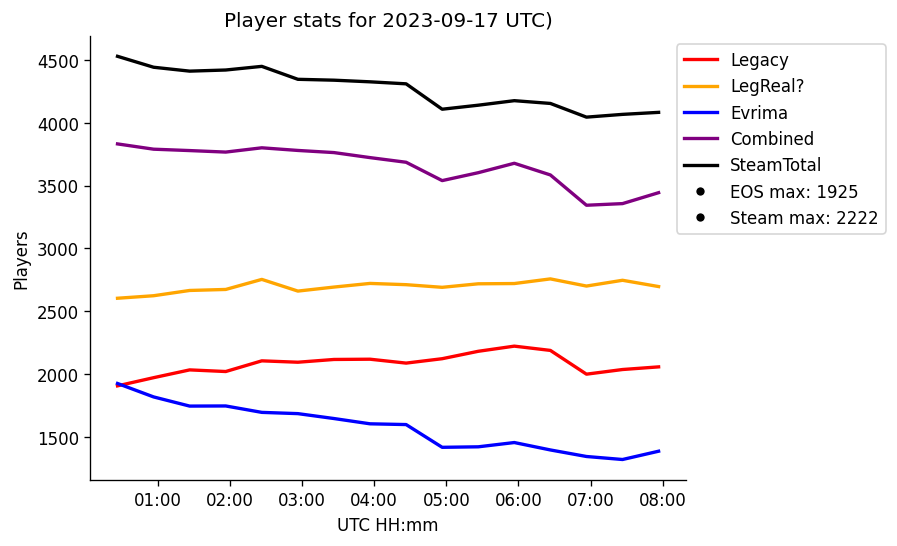 Player stats for 2023-09-17 UTC)
4500
4000
3500
3000
2500
2000
1500
Players
01:00 02:00 03:00 04:00 05:00 06:00 07:00 08:00
UTC HH:mm
Legacy
LegReal?
Evrima
Combined
SteamTotal
EOS max: 1925
Steam max: 2222